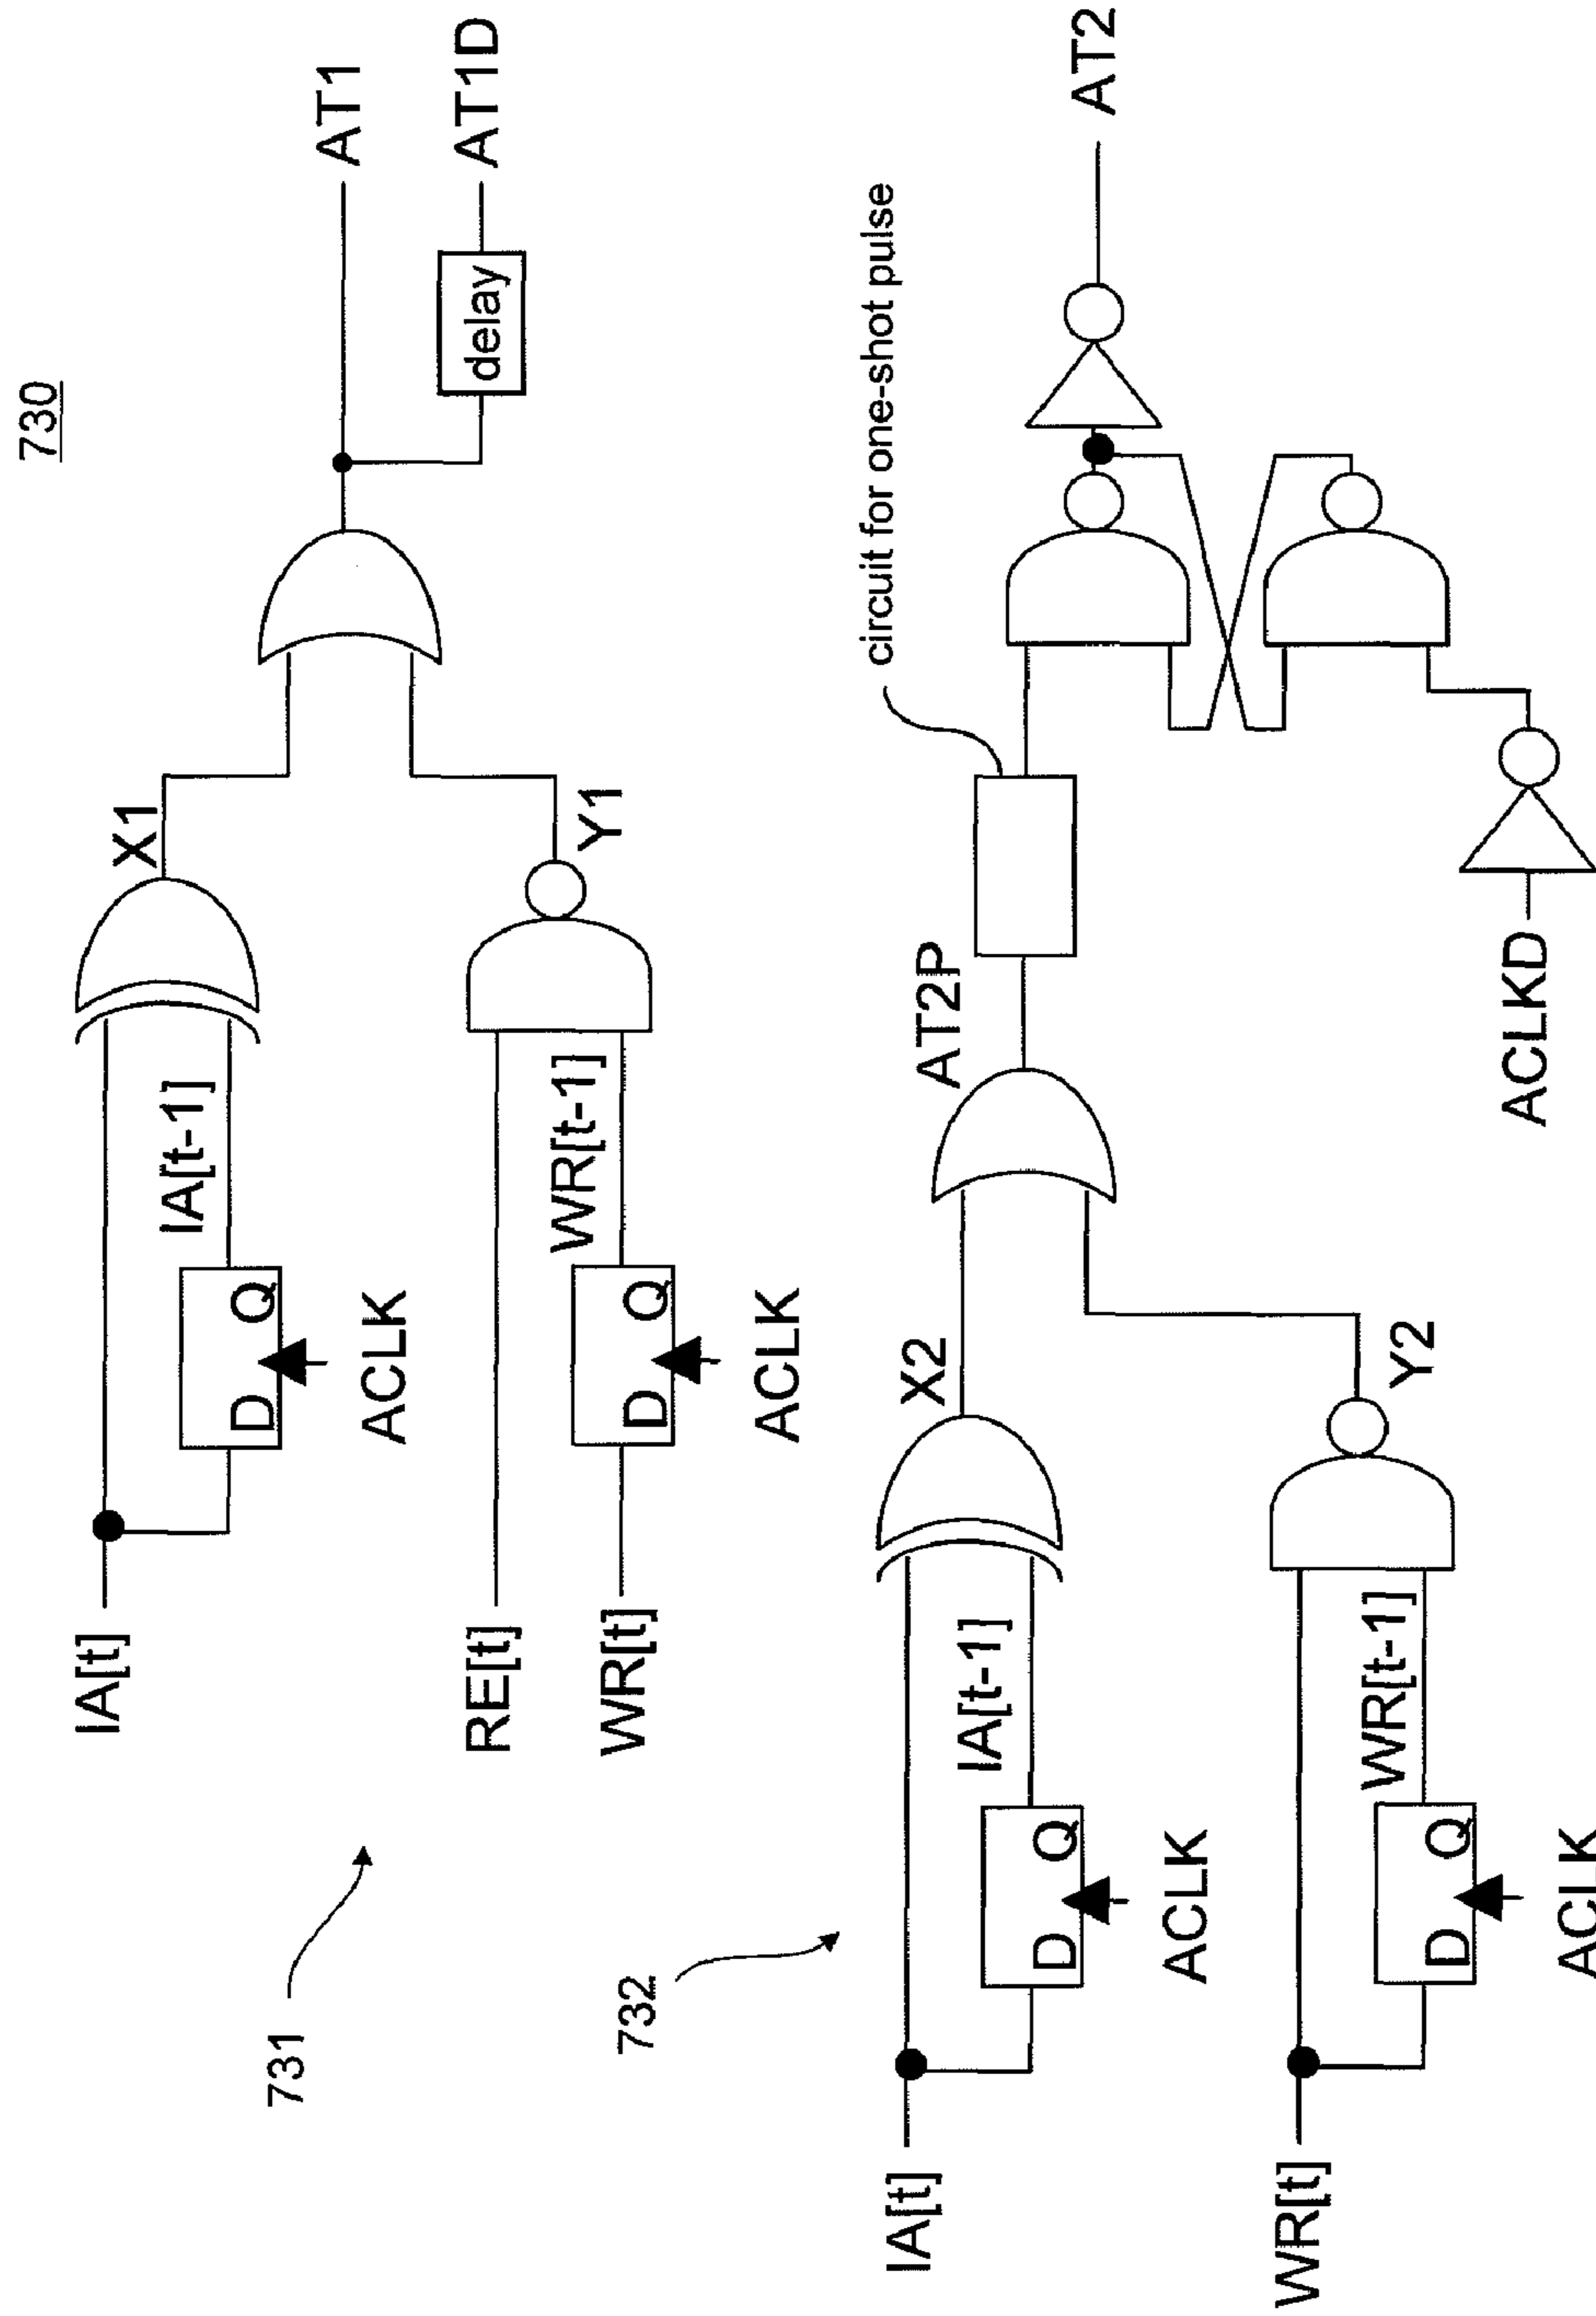 730
IA[t]
D Q
ACLK
IA[t-1]
X1
RE[t]
WR[t]
D Q
ACLK
WR[t-1]
Y1
AT1
delay
AT1D
731
732
IA[t]
D Q
ACLK
IA[t-1]
X2
WR[t]
D Q
ACLK
WR[t-1]
Y2
AT2P
circuit for one-shot pulse
ACLKD
AT2